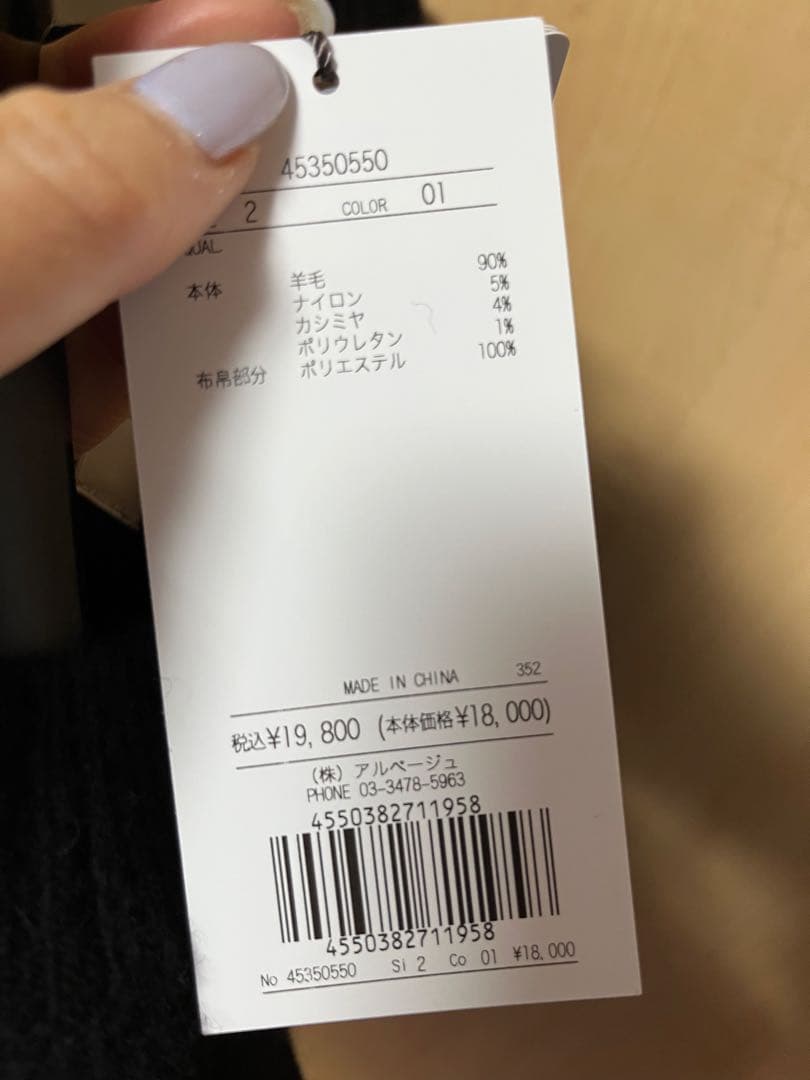 45350550
2 COLOR 01
QUAL
本体 羊毛 90%
ナイロン 5%
カシミヤ 4%
ポリウレタン 1%
布帛部分 ポリエステル 100%
MADE IN CHINA 352
税込¥19,800 (本体価格¥18,000)
(株) アルページュ
PHONE 03-3478-5963
4550382711958
4550382711958
No 45350550 Si 2 Co 01 ¥18,000